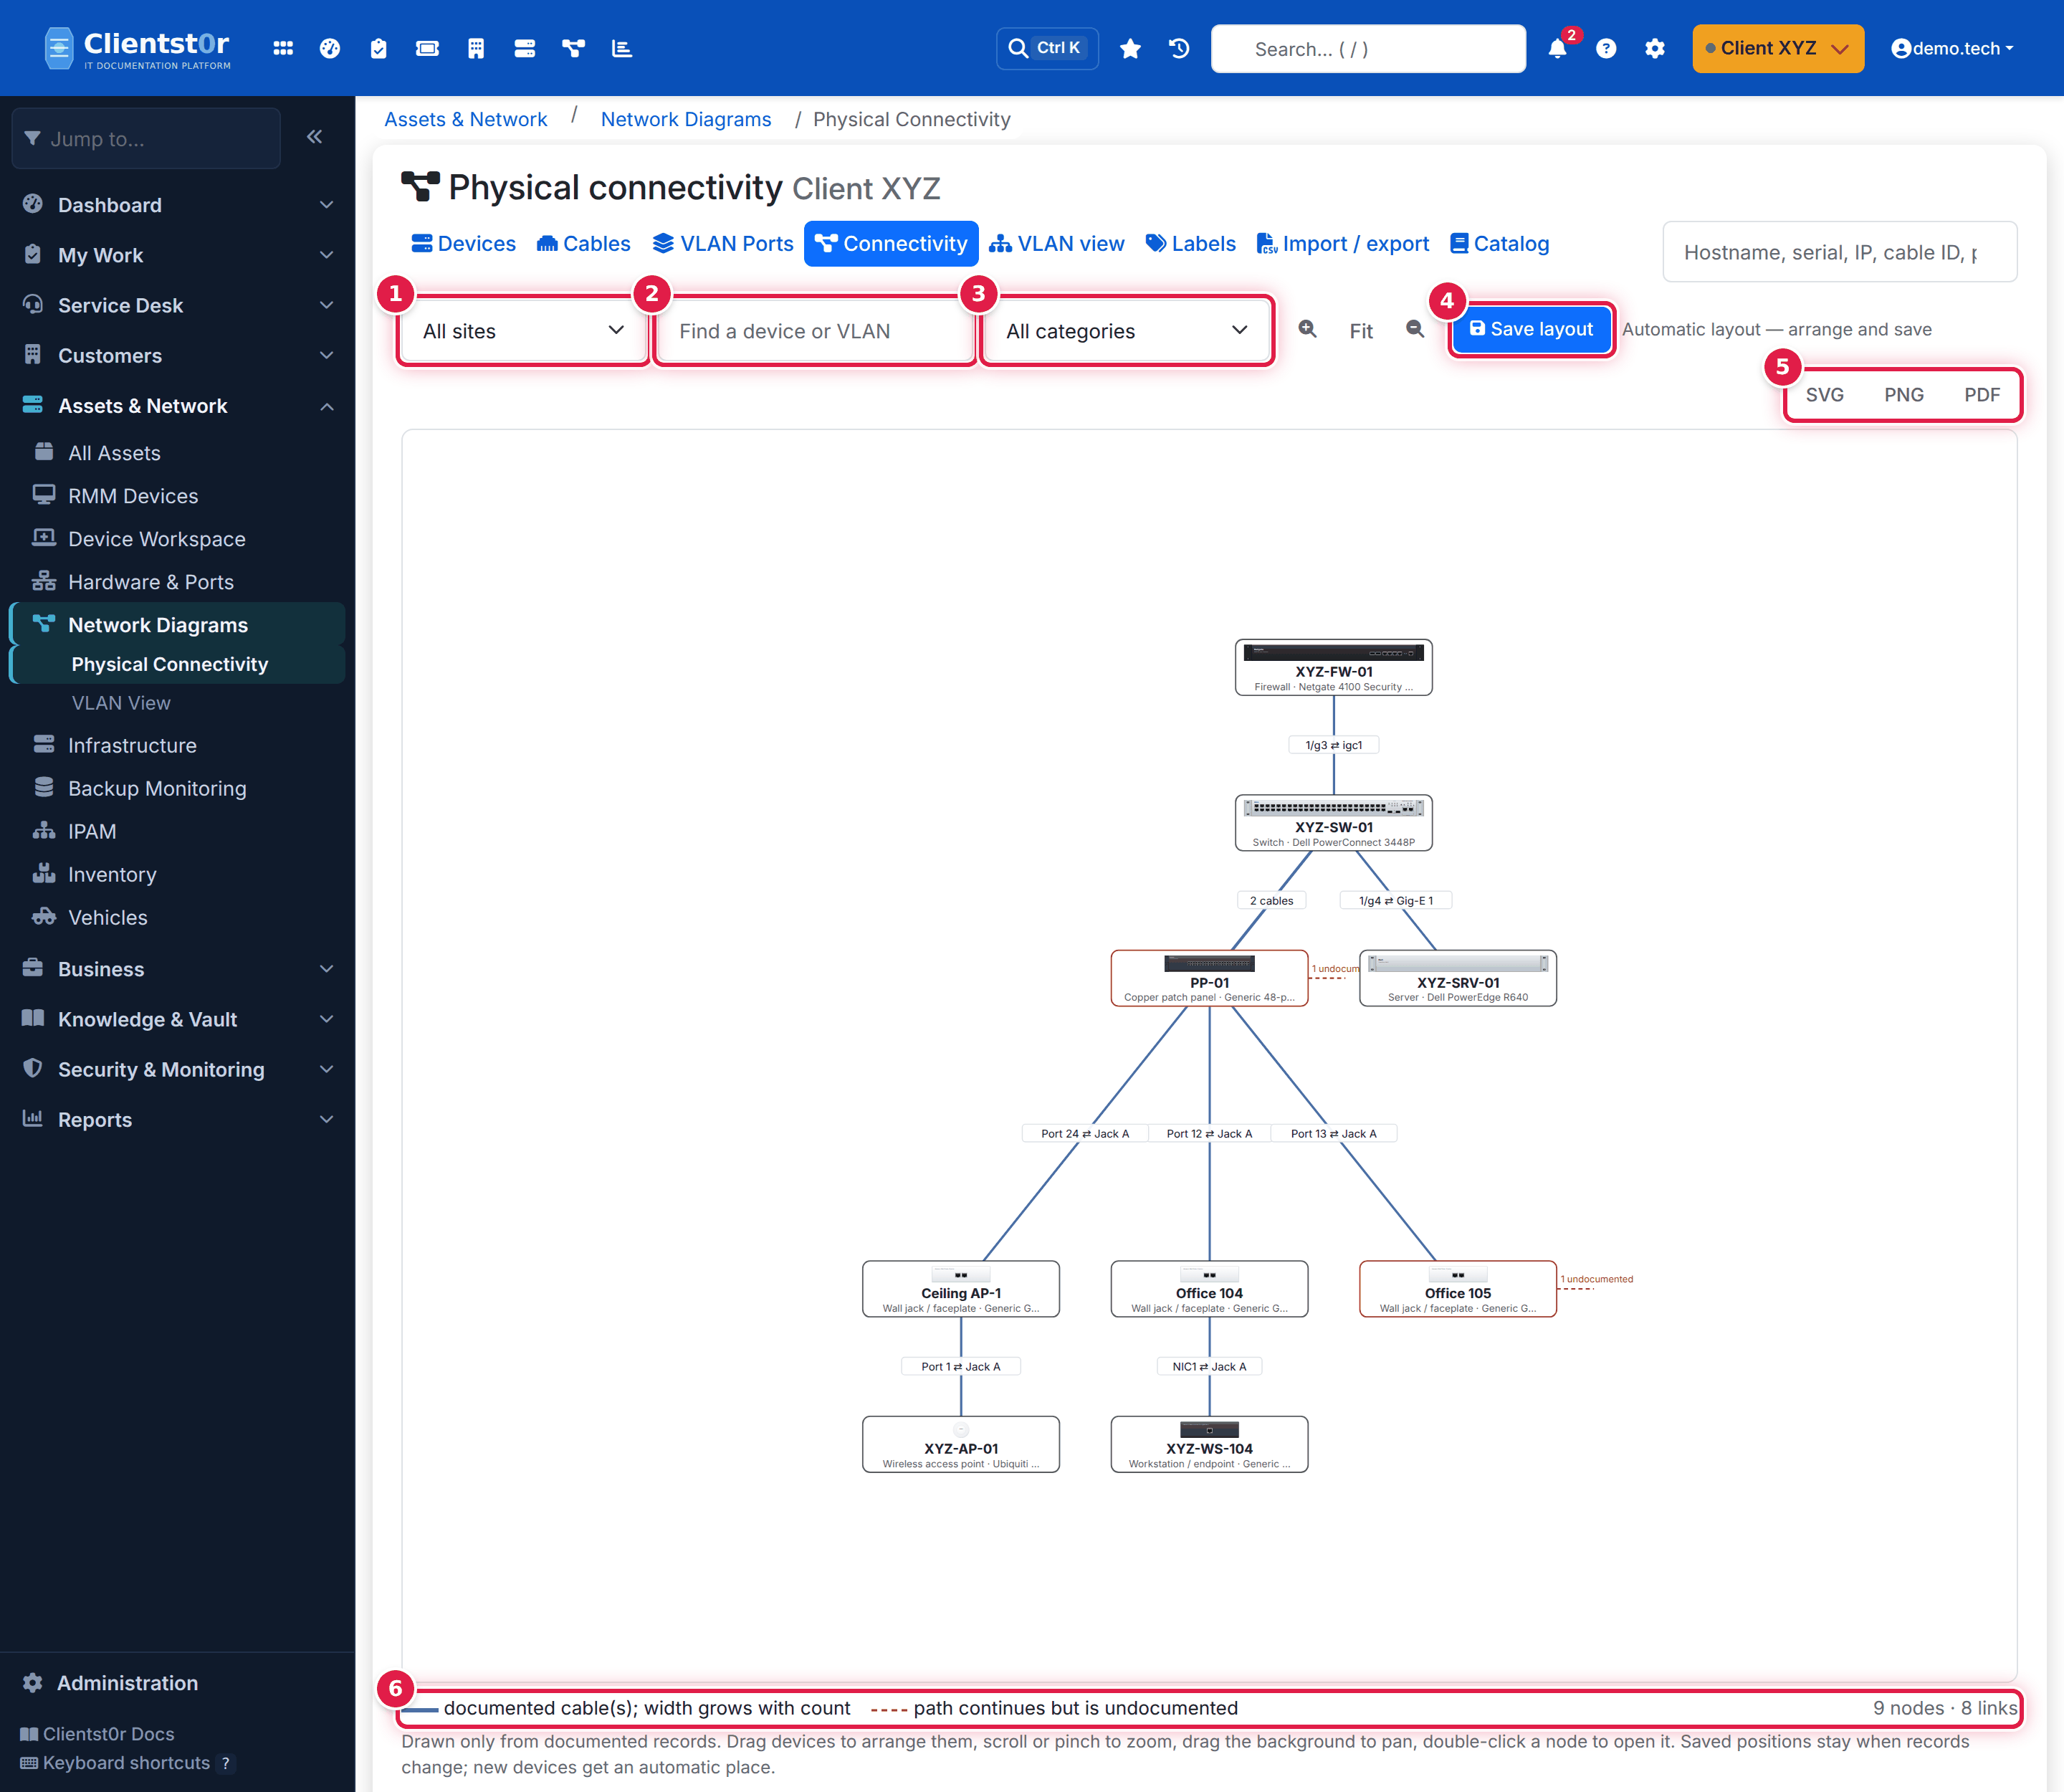 Clientst0r
IT DOCUMENTATION PLATFORM
Ctrl K
Search... ( / )
2
Client XYZ
demo.tech
Jump to...
Dashboard
My Work
Service Desk
Customers
Assets & Network
All Assets
RMM Devices
Device Workspace
Hardware & Ports
Network Diagrams
Physical Connectivity
VLAN View
Infrastructure
Backup Monitoring
IPAM
Inventory
Vehicles
Business
Knowledge & Vault
Security & Monitoring
Reports
Administration
Clientst0r Docs
Keyboard shortcuts ?
Assets & Network / Network Diagrams / Physical Connectivity
Physical connectivity Client XYZ
Devices Cables VLAN Ports Connectivity VLAN view Labels Import / export Catalog
Hostname, serial, IP, cable ID, p
1 2 3 4
All sites Find a device or VLAN All categories Fit Save layout Automatic layout — arrange and save
5
SVG PNG PDF
XYZ-FW-01
Firewall · Netgate 4100 Security ...
1/g3 ⇄ igc1
XYZ-SW-01
Switch · Dell PowerConnect 3448P
2 cables 1/g4 ⇄ Gig-E 1
PP-01
Copper patch panel · Generic 48-p...
1 undocum
XYZ-SRV-01
Server · Dell PowerEdge R640
Port 24 ⇄ Jack A Port 12 ⇄ Jack A Port 13 ⇄ Jack A
Ceiling AP-1
Wall jack / faceplate · Generic G...
Office 104
Wall jack / faceplate · Generic G...
Office 105
Wall jack / faceplate · Generic G...
1 undocumented
Port 1 ⇄ Jack A NIC1 ⇄ Jack A
XYZ-AP-01
Wireless access point · Ubiquiti ...
XYZ-WS-104
Workstation / endpoint · Generic ...
6
documented cable(s); width grows with count path continues but is undocumented 9 nodes · 8 links
Drawn only from documented records. Drag devices to arrange them, scroll or pinch to zoom, drag the background to pan, double-click a node to open it. Saved positions stay when records
change; new devices get an automatic place.